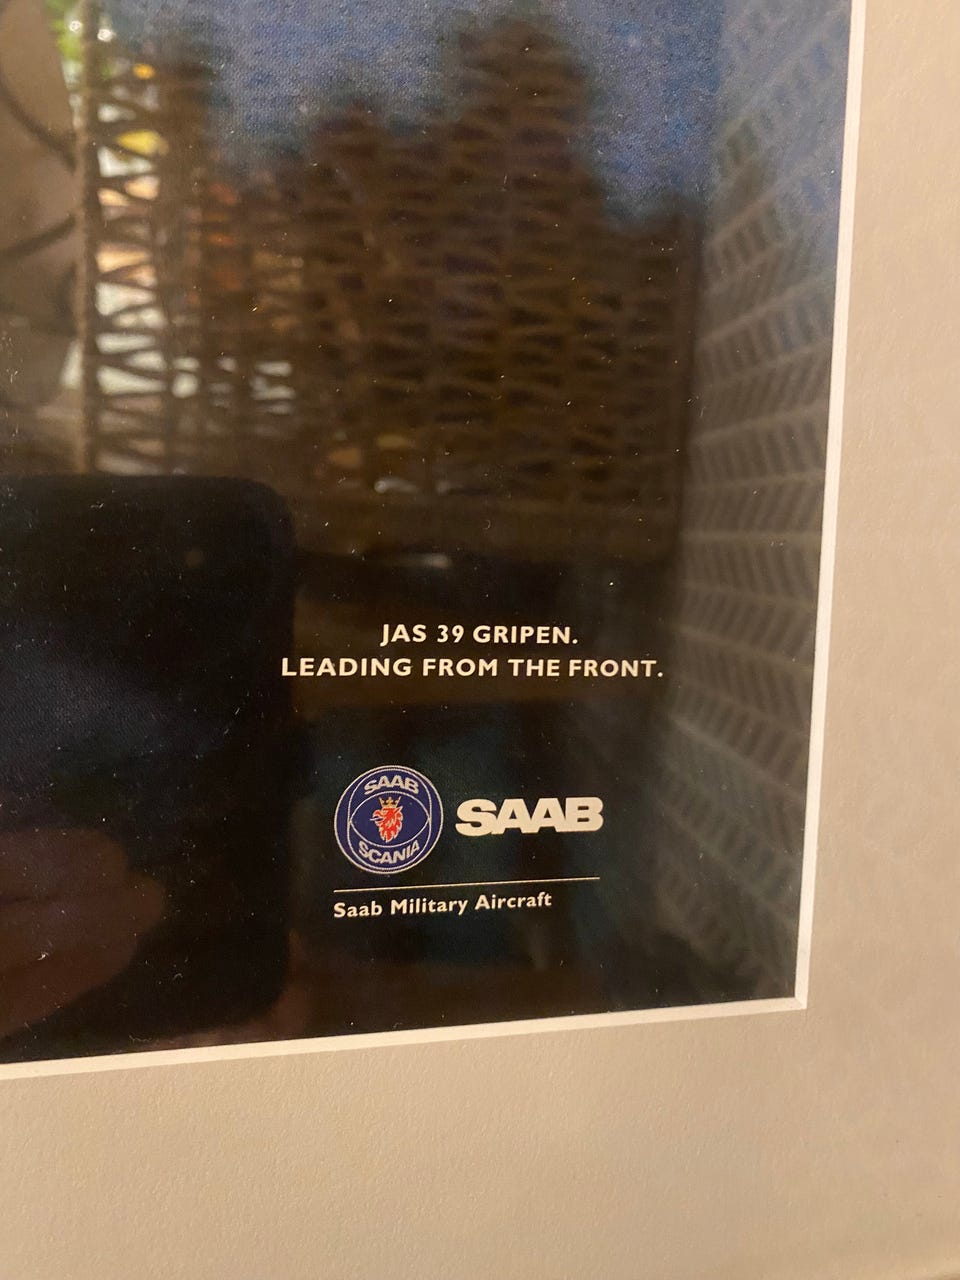 JAS 39 GRIPEN.
LEADING FROM THE FRONT.
SAAB
SCANIA
SAAB
Saab Military Aircraft